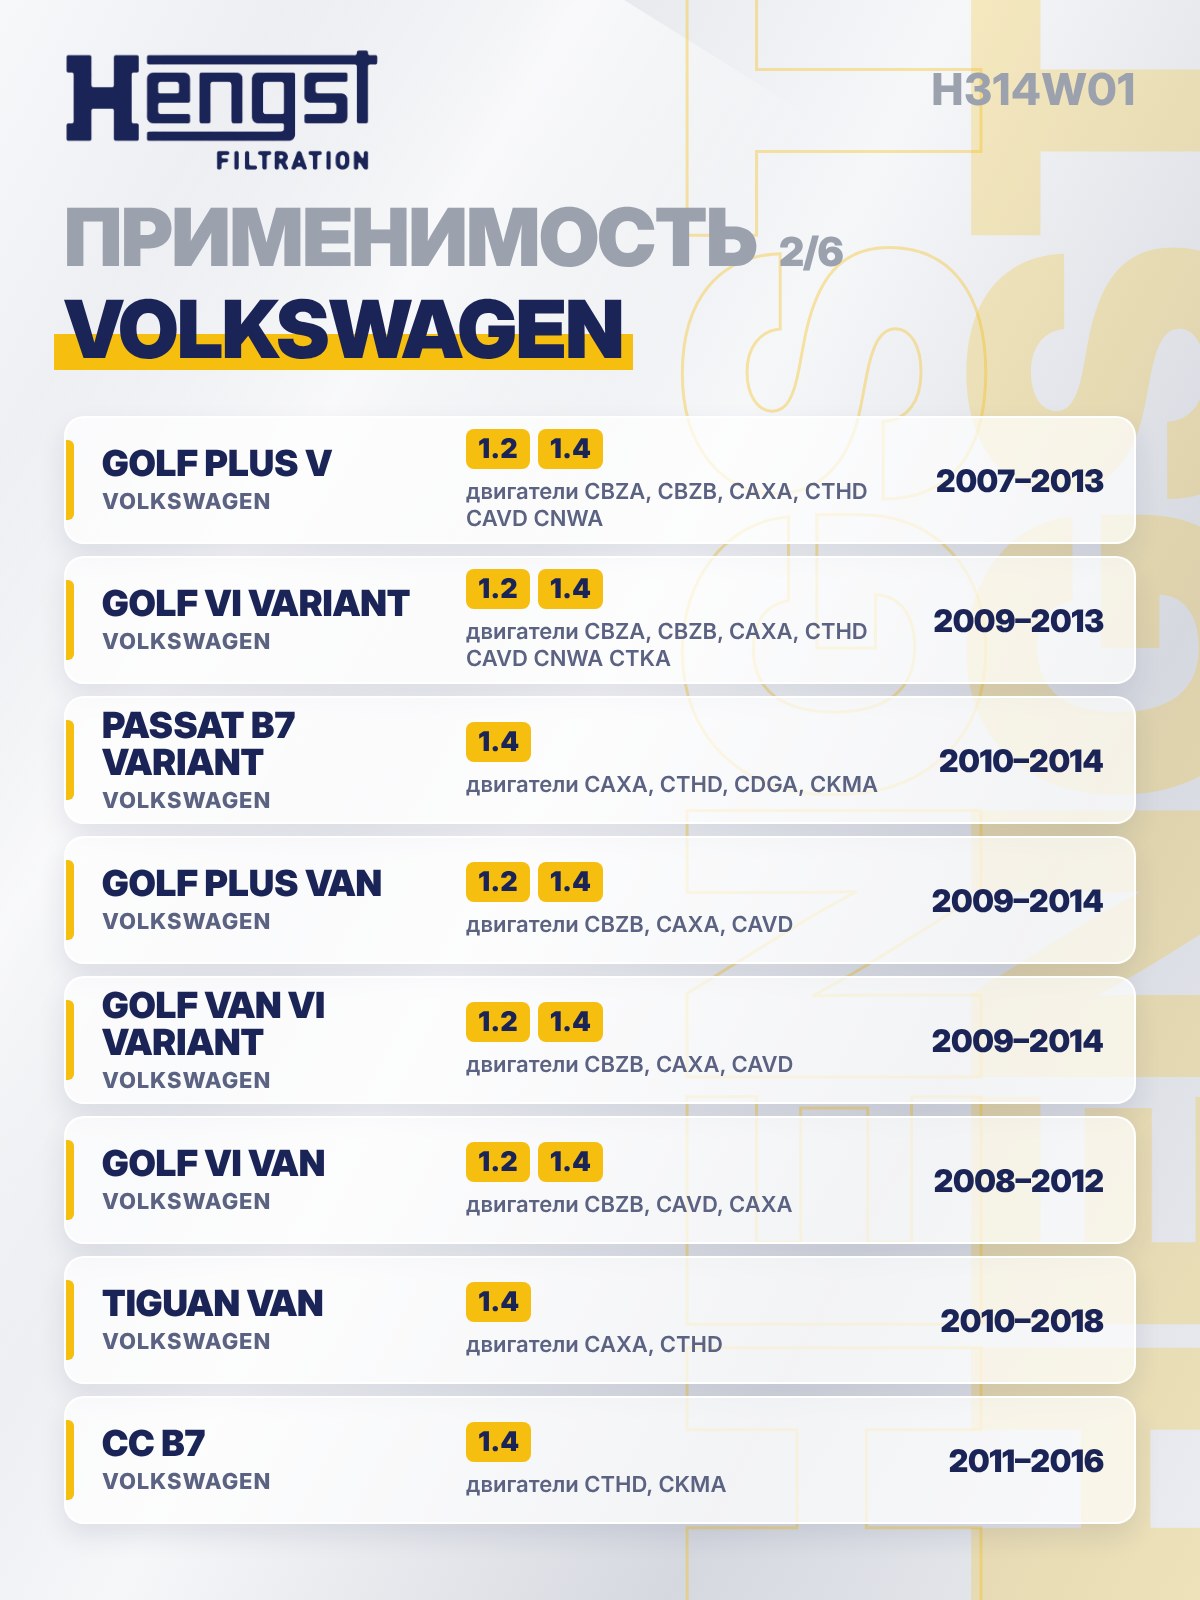 Hengst
FILTRATION
H314W01
ПРИМЕНИМОСТЬ 2/6
VOLKSWAGEN
GOLF PLUS V
VOLKSWAGEN
1.2 1.4
двигатели CBZA, CBZB, CAXA, CTHD
CAVD CNWA
2007–2013
GOLF VI VARIANT
VOLKSWAGEN
1.2 1.4
двигатели CBZA, CBZB, CAXA, CTHD
CAVD CNWA CTKA
2009–2013
PASSAT B7
VARIANT
VOLKSWAGEN
1.4
двигатели CAXA, CTHD, CDGA, CKMA
2010–2014
GOLF PLUS VAN
VOLKSWAGEN
1.2 1.4
двигатели CBZB, CAXA, CAVD
2009–2014
GOLF VAN VI
VARIANT
VOLKSWAGEN
1.2 1.4
двигатели CBZB, CAXA, CAVD
2009–2014
GOLF VI VAN
VOLKSWAGEN
1.2 1.4
двигатели CBZB, CAVD, CAXA
2008–2012
TIGUAN VAN
VOLKSWAGEN
1.4
двигатели CAXA, CTHD
2010–2018
CC B7
VOLKSWAGEN
1.4
двигатели CTHD, CKMA
2011–2016
HENGST
HENGST